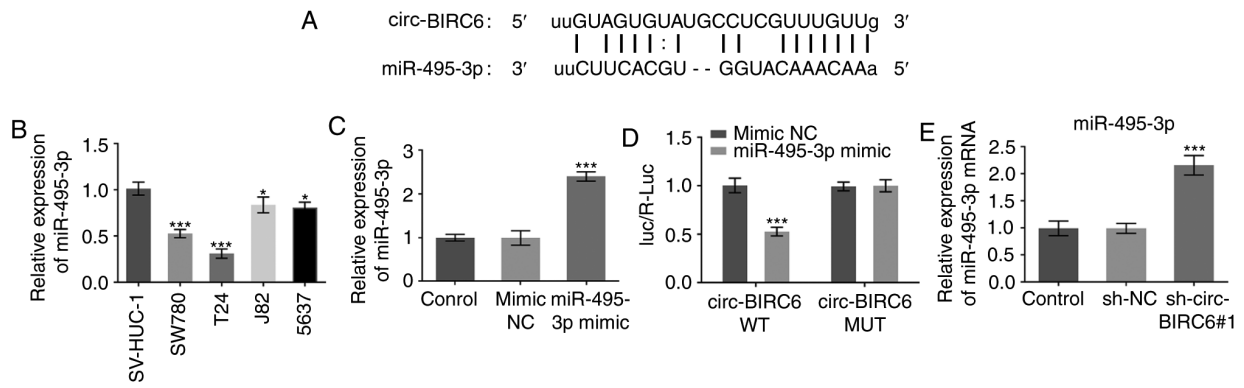 A
circ-BIRC6: 5′ uuGUAGUGUAUGCCUCGUUUGUUg 3′
miR-495-3p: 3′ uuCUUCACGU--GGUACAAACAAa 5′
B
Relative expression
of miR-495-3p
1.5
1.0
0.5
0.0
***
***
*
*
SV-HUC-1
SW780
T24
J82
5637
C
Relative expression
of miR-495-3p
3
2
1
0
***
Conrol
Mimic
NC
miR-495-
3p mimic
D
Mimic NC
miR-495-3p mimic
luc/R-Luc
1.5
1.0
0.5
0.0
***
circ-BIRC6
WT
circ-BIRC6
MUT
E
miR-495-3p
Relative expression
of miR-495-3p mRNA
2.5
2.0
1.5
1.0
0.5
0.0
***
Control
sh-NC
sh-circ-
BIRC6#1